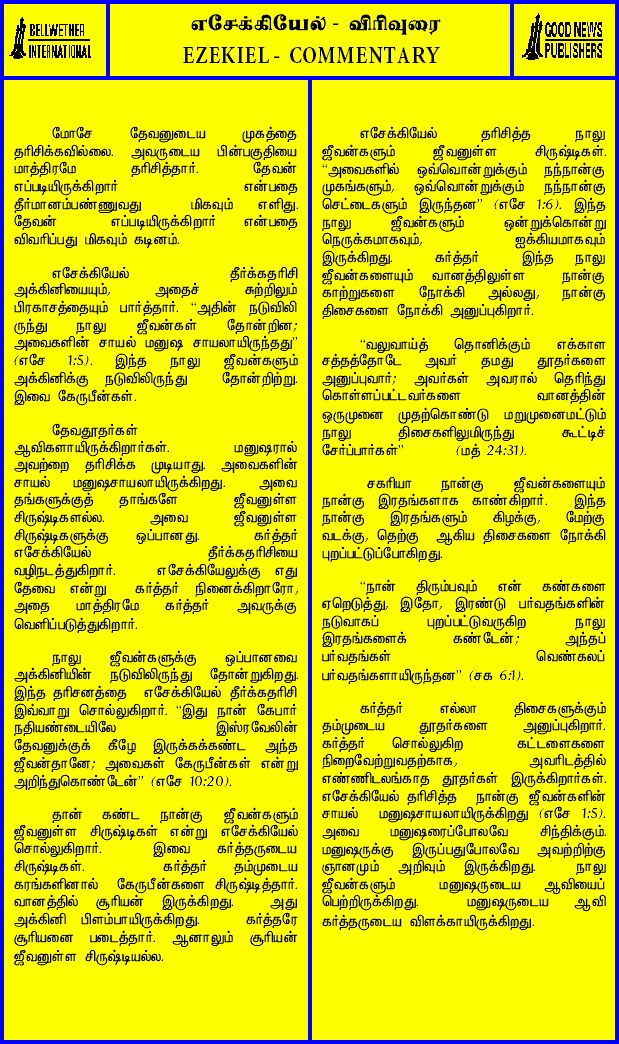 BELLWETHER
INTERNATIONAL
எசேக்கியேல் - விரிவுரை
EZEKIEL - COMMENTARY
GOOD NEWS
PUBLISHERS
மோசே தேவனுடைய முகத்தை
தரிசிக்கவில்லை. அவருடைய பின்பகுதியை
மாத்திரமே தரிசித்தார். தேவன்
எப்படியிருக்கிறார் என்பதை
தீர்மானம்பண்ணுவது மிகவும் எளிது.
தேவன் எப்படியிருக்கிறார் என்பதை
விவரிப்பது மிகவும் கடினம்.
எசேக்கியேல் தீர்க்கதரிசி
அக்கினியையும், அதைச் சுற்றிலும்
பிரகாசத்தையும் பார்த்தார். “அதின் நடுவிலி
ருந்து நாலு ஜீவன்கள் தோன்றின;
அவைகளின் சாயல் மனுஷ சாயலாயிருந்தது”
(எசே 1:5). இந்த நாலு ஜீவன்களும்
அக்கினிக்கு நடுவிலிருந்து தோன்றிற்று.
இவை கேருபீன்கள்.
தேவதூதர்கள்
ஆவிகளாயிருக்கிறார்கள். மனுஷரால்
அவற்றை தரிசிக்க முடியாது. அவைகளின்
சாயல் மனுஷசாயலாயிருக்கிறது. அவை
தங்களுக்குத் தாங்களே ஜீவனுள்ள
சிருஷ்டிகளல்ல. அவை ஜீவனுள்ள
சிருஷ்டிகளுக்கு ஒப்பானது. கர்த்தர்
எசேக்கியேல் தீர்க்கதரிசியை
வழிநடத்துகிறார். எசேக்கியேலுக்கு எது
தேவை என்று கர்த்தர் நினைக்கிறாரோ,
அதை மாத்திரமே கர்த்தர் அவருக்கு
வெளிப்படுத்துகிறார்.
நாலு ஜீவன்களுக்கு ஒப்பானவை
அக்கினியின் நடுவிலிருந்து தோன்றுகிறது.
இந்த தரிசனத்தை எசேக்கியேல் தீர்க்கதரிசி
இவ்வாறு சொல்லுகிறார். “இது நான் கேபார்
நதியண்டையிலே இஸ்ரவேலின்
தேவனுக்குக் கீழே இருக்கக்கண்ட அந்த
ஜீவன்தானே; அவைகள் கேருபீன்கள் என்று
அறிந்துகொண்டேன்” (எசே 10:20).
தான் கண்ட நான்கு ஜீவன்களும்
ஜீவனுள்ள சிருஷ்டிகள் என்று எசேக்கியேல்
சொல்லுகிறார். இவை கர்த்தருடைய
சிருஷ்டிகள். கர்த்தர் தம்முடைய
கரங்களினால் கேருபீன்களை சிருஷ்டித்தார்.
வானத்தில் சூரியன் இருக்கிறது. அது
அக்கினி பிளம்பாயிருக்கிறது. கர்த்தரே
சூரியனை படைத்தார். ஆனாலும் சூரியன்
ஜீவனுள்ள சிருஷ்டியல்ல.
எசேக்கியேல் தரிசித்த நாலு
ஜீவன்களும் ஜீவனுள்ள சிருஷ்டிகள்.
“அவைகளில் ஒவ்வொன்றுக்கும் நந்நான்கு
முகங்களும், ஒவ்வொன்றுக்கும் நந்நான்கு
செட்டைகளும் இருந்தன” (எசே 1:6). இந்த
நாலு ஜீவன்களும் ஒன்றுக்கொன்று
நெருக்கமாகவும், ஐக்கியமாகவும்
இருக்கிறது. கர்த்தர் இந்த நாலு
ஜீவன்களையும் வானத்திலுள்ள நான்கு
காற்றுகளை நோக்கி அல்லது, நான்கு
திசைகளை நோக்கி அனுப்புகிறார்.
“வலுவாய்த் தொனிக்கும் எக்காள
சத்தத்தோடே அவர் தமது தூதர்களை
அனுப்புவார்; அவர்கள் அவரால் தெரிந்து
கொள்ளப்பட்டவர்களை வானத்தின்
ஒருமுனை முதற்கொண்டு மறுமுனைமட்டும்
நாலு திசைகளிலுமிருந்து கூட்டிச்
சேர்ப்பார்கள்” (மத் 24:31).
சகரியா நான்கு ஜீவன்களையும்
நான்கு இரதங்களாக காண்கிறார். இந்த
நான்கு இரதங்களும் கிழக்கு, மேற்கு
வடக்கு, தெற்கு ஆகிய திசைகளை நோக்கி
புறப்பட்டுப்போகிறது.
“நான் திரும்பவும் என் கண்களை
ஏறெடுத்து, இதோ, இரண்டு பர்வதங்களின்
நடுவாகப் புறப்பட்டுவருகிற நாலு
இரதங்களைக் கண்டேன்; அந்தப்
பர்வதங்கள் வெண்கலப்
பர்வதங்களாயிருந்தன” (சக 6:1).
கர்த்தர் எல்லா திசைகளுக்கும்
தம்முடைய தூதர்களை அனுப்புகிறார்.
கர்த்தர் சொல்லுகிற கட்டளைகளை
நிறைவேற்றுவதற்காக, அவரிடத்தில்
எண்ணிடலங்காத தூதர்கள் இருக்கிறார்கள்.
எசேக்கியேல் தரிசித்த நான்கு ஜீவன்களின்
சாயல் மனுஷசாயலாயிருக்கிறது (எசே 1:5).
அவை மனுஷரைப்போலவே சிந்திக்கும்.
மனுஷருக்கு இருப்பதுபோலவே அவற்றிற்கு
ஞானமும் அறிவும் இருக்கிறது. நாலு
ஜீவன்களும் மனுஷருடைய ஆவியைப்
பெற்றிருக்கிறது. மனுஷருடைய ஆவி
கர்த்தருடைய விளக்காயிருக்கிறது.